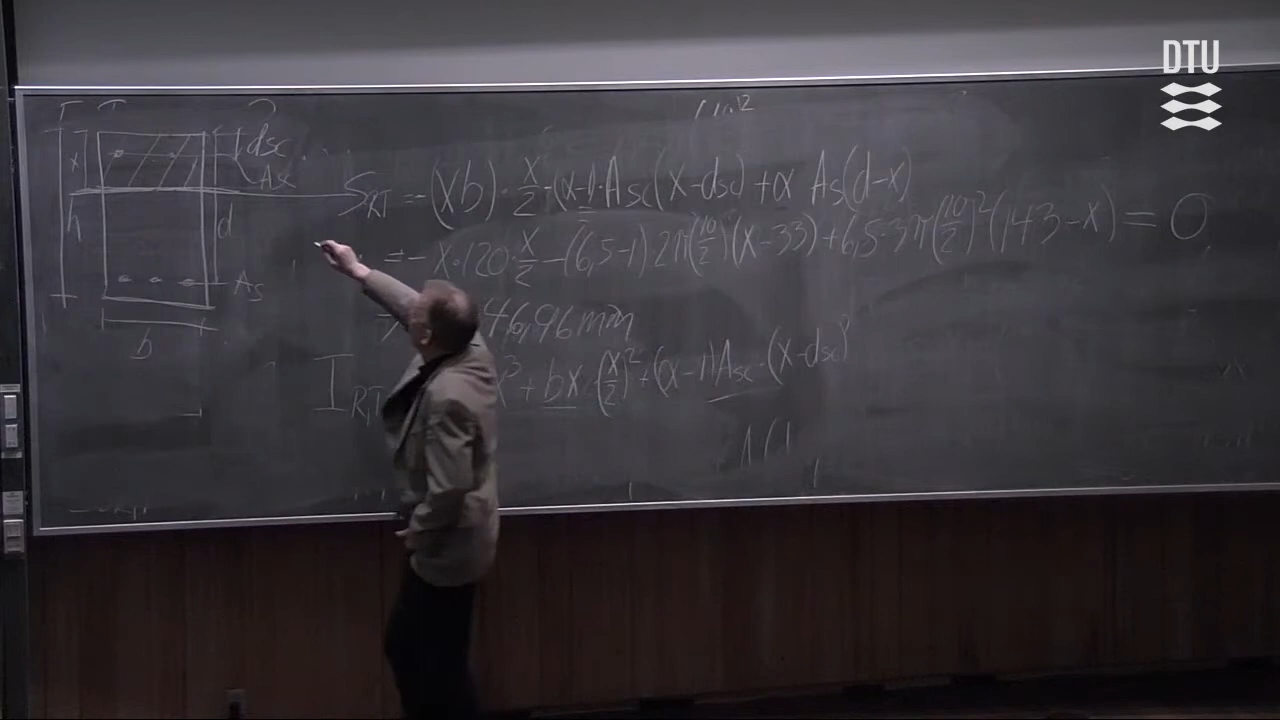 DTU
x
dsc
h
d
As
b
S_RT = -(xb)·x/2 -(α-1)·Asc(x-dsc) + α As(d-x)
= -x·120·x/2 -(6,5-1)2π(10/2)²(x-33)+6,5·3π(10/2)²(143-x) = 0
46,96 mm
I_RT + bx·(x/2)² + (α-1)Asc·(x-dsc)²